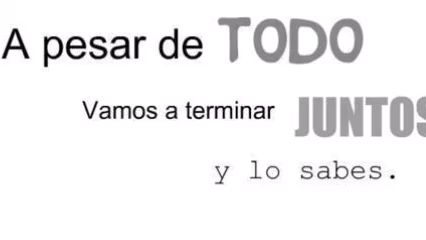 A pesar de TODO
Vamos a terminar JUNTOS
y lo sabes.